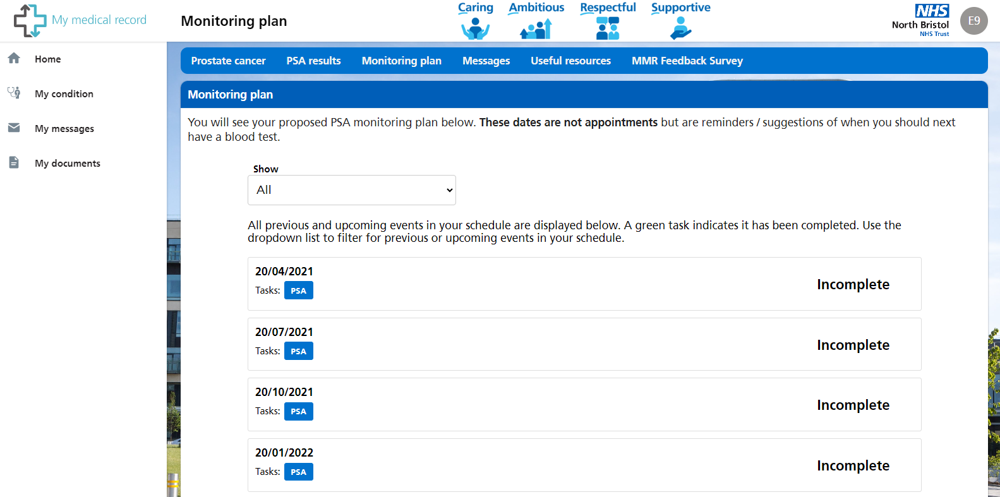 My medical record
Monitoring plan
Caring
Ambitious
Respectful
Supportive
NHS
North Bristol
NHS Trust
E9
Home
My condition
My messages
My documents
Prostate cancer
PSA results
Monitoring plan
Messages
Useful resources
MMR Feedback Survey
Monitoring plan
You will see your proposed PSA monitoring plan below. These dates are not appointments but are reminders / suggestions of when you should next
have a blood test.
Show
All
All previous and upcoming events in your schedule are displayed below. A green task indicates it has been completed. Use the
dropdown list to filter for previous or upcoming events in your schedule.
20/04/2021
Tasks: PSA
Incomplete
20/07/2021
Tasks: PSA
Incomplete
20/10/2021
Tasks: PSA
Incomplete
20/01/2022
Tasks: PSA
Incomplete